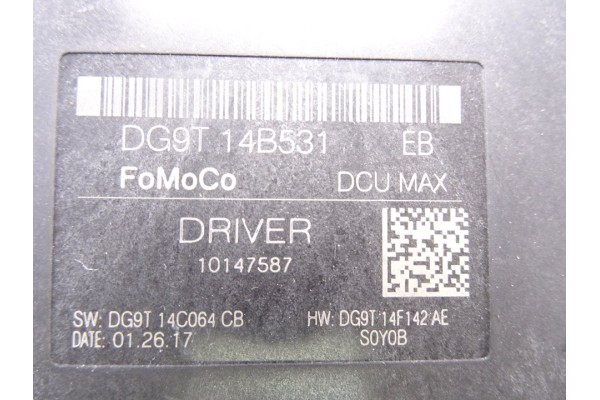 DG9T 14B531 EB
FoMoCo DCU MAX
DRIVER
10147587
SW: DG9T 14C064 CB HW: DG9T 14F142 AE
DATE: 01.26.17 S0Y0B